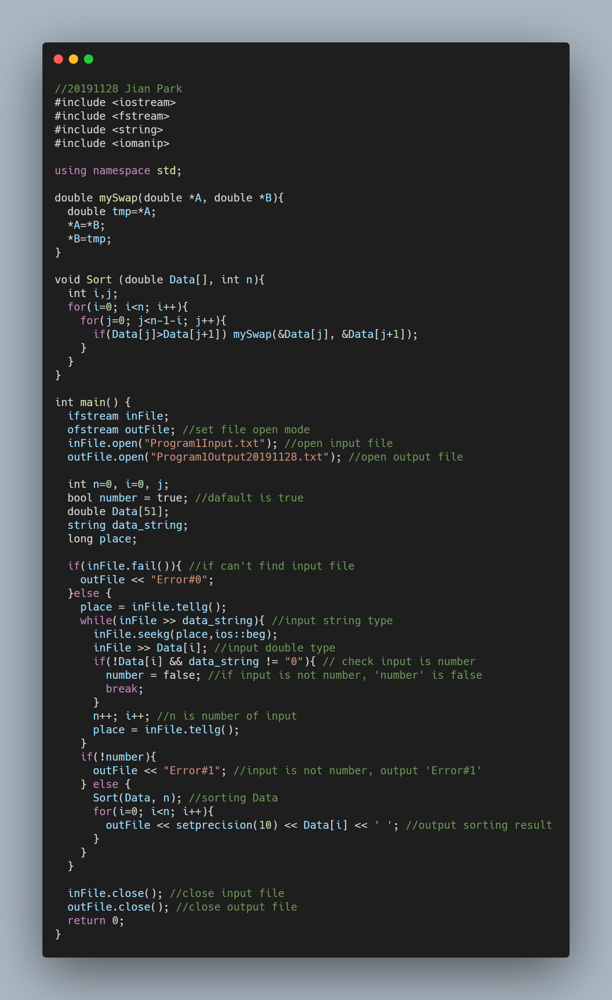 //20191128 Jian Park
#include <iostream>
#include <fstream>
#include <string>
#include <iomanip>

using namespace std;

double mySwap(double *A, double *B){
  double tmp=*A;
  *A=*B;
  *B=tmp;
}

void Sort (double Data[], int n){
  int i,j;
  for(i=0; i<n; i++){
    for(j=0; j<n-1-i; j++){
      if(Data[j]>Data[j+1]) mySwap(&Data[j], &Data[j+1]);
    }
  }
}

int main() {
  ifstream inFile;
  ofstream outFile; //set file open mode
  inFile.open("Program1Input.txt"); //open input file
  outFile.open("Program1Output20191128.txt"); //open output file

  int n=0, i=0, j;
  bool number = true; //dafault is true
  double Data[51];
  string data_string;
  long place;

  if(inFile.fail()){ //if can't find input file
    outFile << "Error#0";
  }else {
    place = inFile.tellg();
    while(inFile >> data_string){ //input string type
      inFile.seekg(place,ios::beg);
      inFile >> Data[i]; //input double type
      if(!Data[i] && data_string != "0"){ // check input is number
        number = false; //if input is not number, 'number' is false
        break;
      }
      n++; i++; //n is number of input
      place = inFile.tellg();
    }
    if(!number){
      outFile << "Error#1"; //input is not number, output 'Error#1'
    } else {
      Sort(Data, n); //sorting Data
      for(i=0; i<n; i++){
        outFile << setprecision(10) << Data[i] << ' '; //output sorting result
      }
    }
  }

  inFile.close(); //close input file
  outFile.close(); //close output file
  return 0;
}